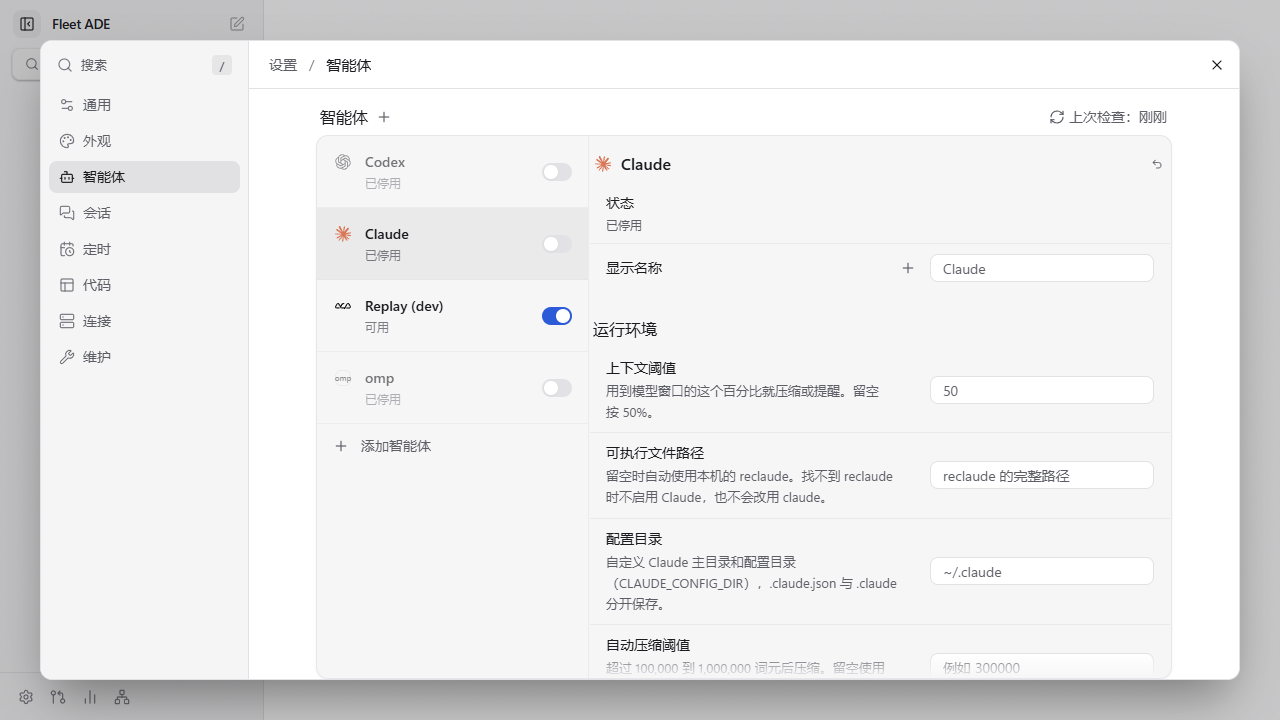 Fleet ADE
搜索
/
通用
外观
智能体
会话
定时
代码
连接
维护
设置 / 智能体
智能体
上次检查：刚刚
Codex
已停用
Claude
已停用
Replay (dev)
可用
omp
omp
已停用
添加智能体
Claude
状态
已停用
显示名称
Claude
运行环境
上下文阈值
用到模型窗口的这个百分比就压缩或提醒。留空
按 50%。
50
可执行文件路径
留空时自动使用本机的 reclaude。找不到 reclaude
时不启用 Claude，也不会改用 claude。
reclaude 的完整路径
配置目录
自定义 Claude 主目录和配置目录
（CLAUDE_CONFIG_DIR），.claude.json 与 .claude
分开保存。
~/.claude
自动压缩阈值
超过 100,000 到 1,000,000 词元后压缩。留空使用
例如 300000